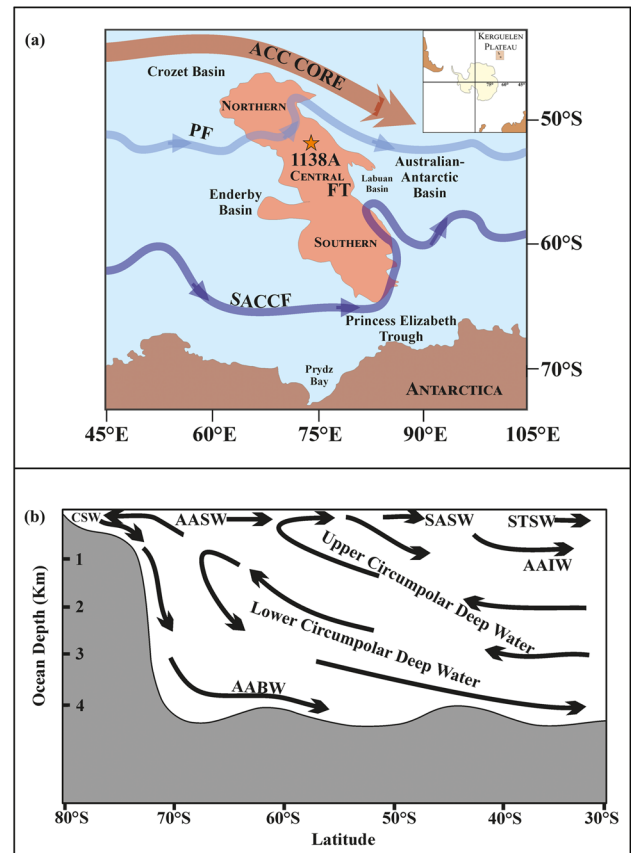 (a)
KERGUELEN
PLATEAU
75° 60° 45°
ACC CORE
Crozet Basin
NORTHERN
50°S
PF
1138A
CENTRAL
FT
Labuan
Basin
Australian-
Antarctic
Basin
Enderby
Basin
SOUTHERN
60°S
SACCF
Princess Elizabeth
Trough
Prydz
Bay
70°S
ANTARCTICA
45°E 60°E 75°E 90°E 105°E
(b)
CSW AASW SASW STSW
AAIW
Upper Circumpolar Deep Water
Lower Circumpolar Deep Water
AABW
1
2
3
4
Ocean Depth (Km)
80°S 70°S 60°S 50°S 40°S 30°S
Latitude